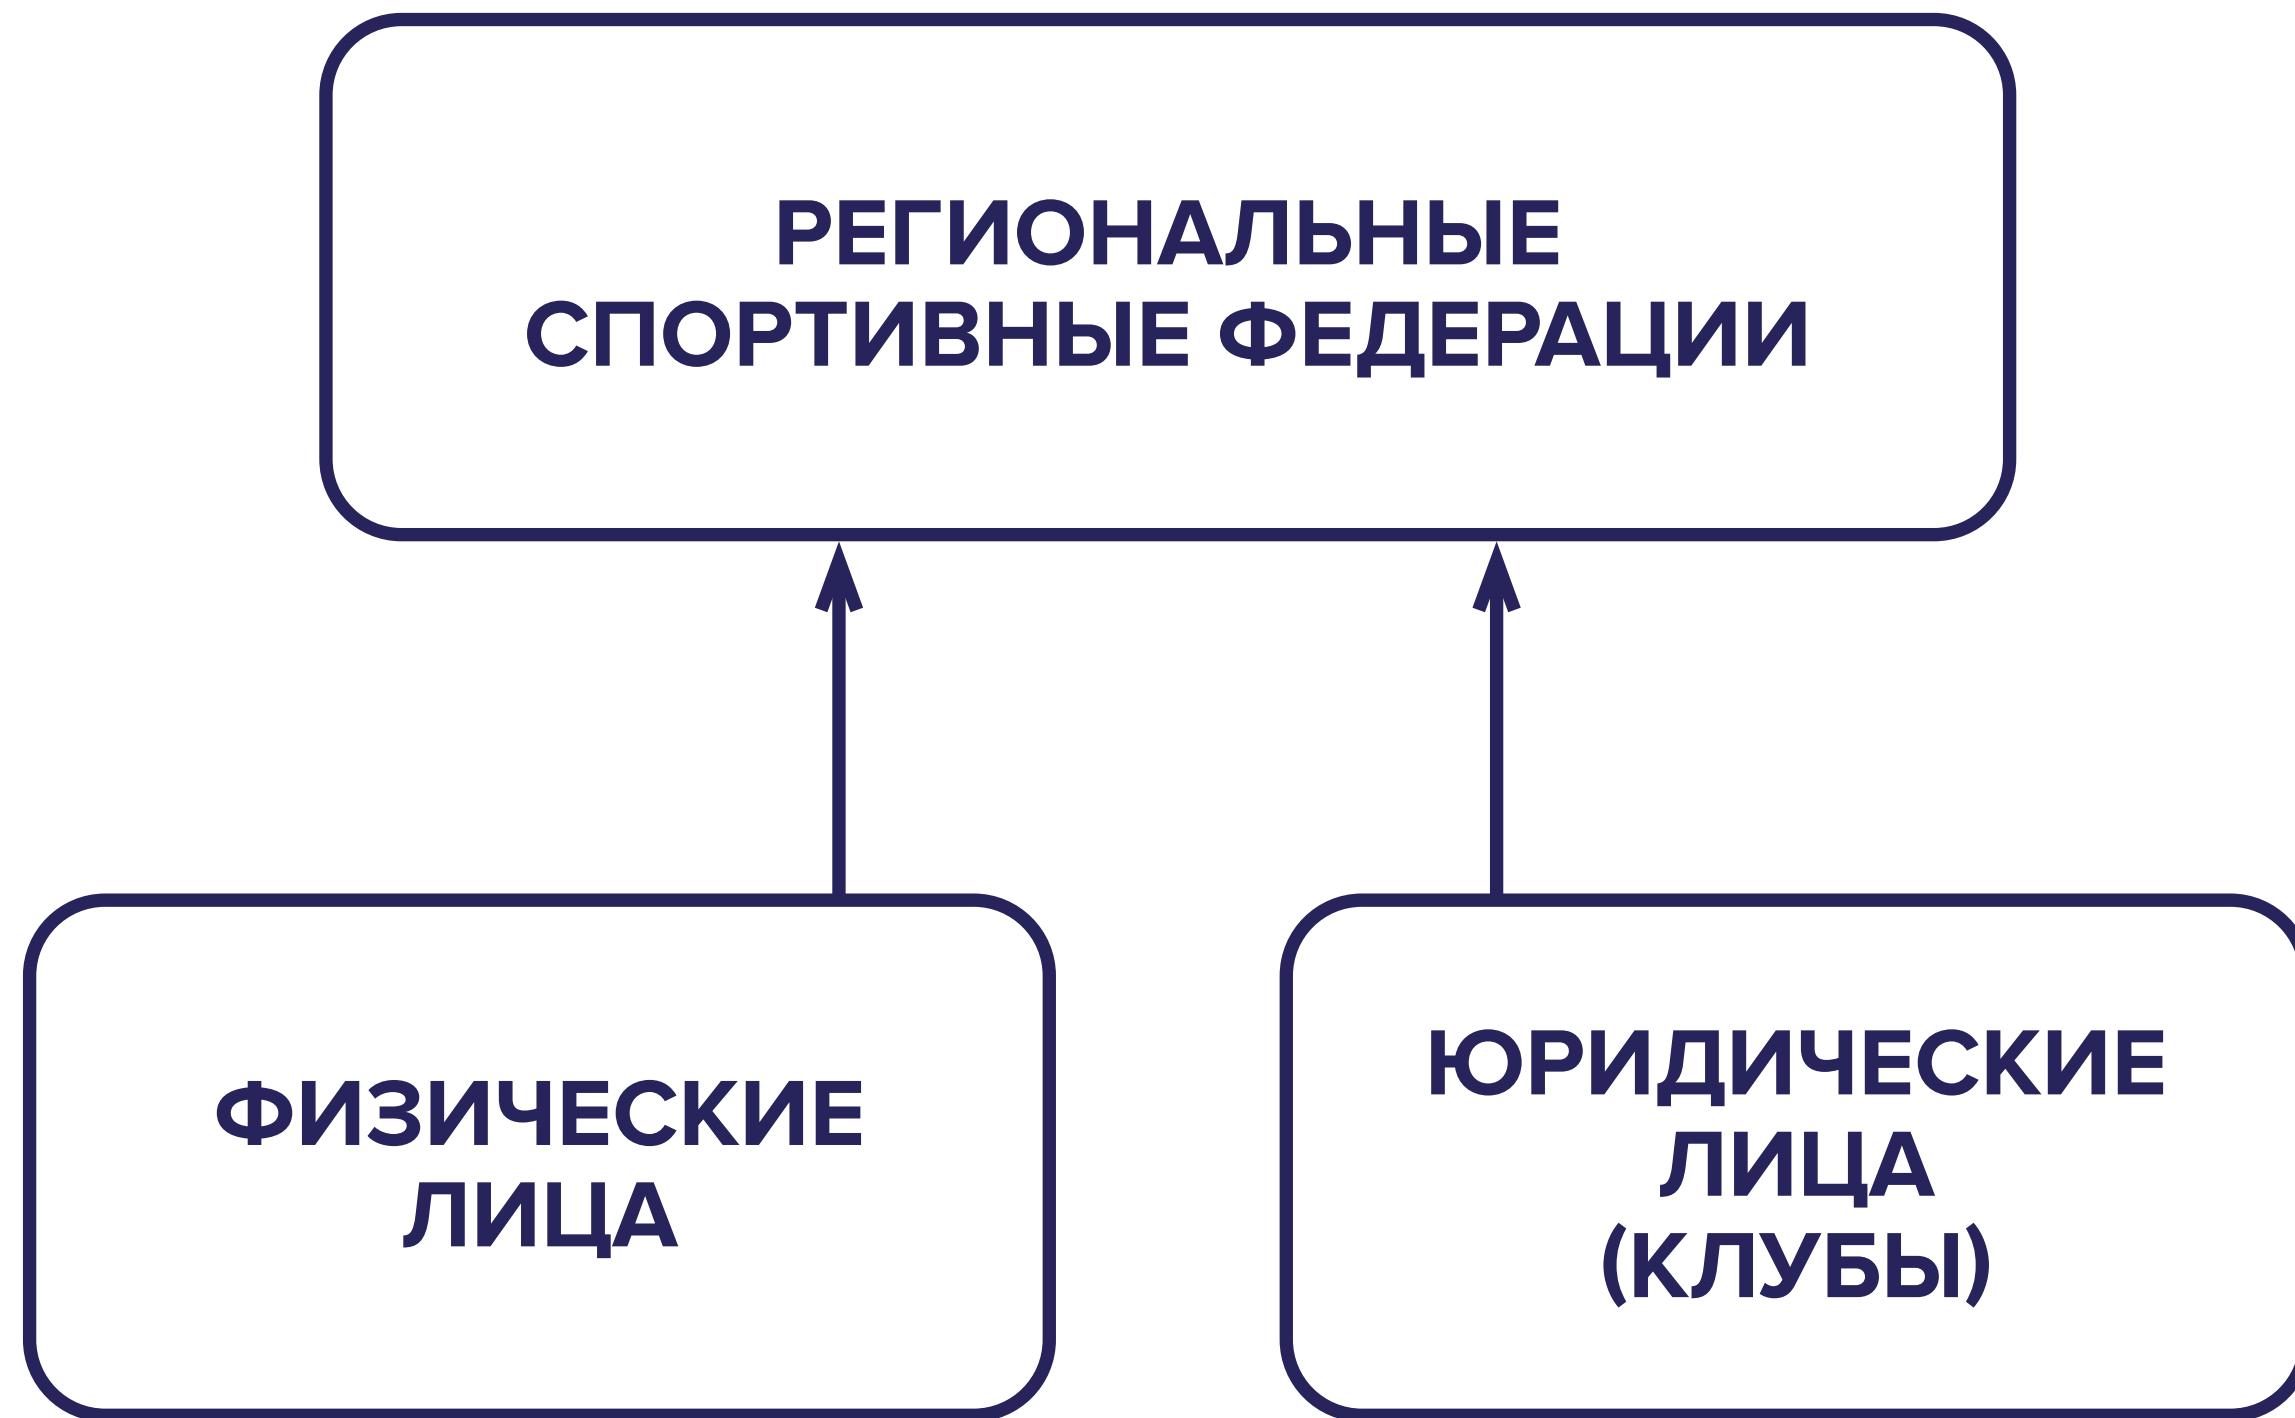 РЕГИОНАЛЬНЫЕ
СПОРТИВНЫЕ ФЕДЕРАЦИИ
ФИЗИЧЕСКИЕ
ЛИЦА
ЮРИДИЧЕСКИЕ
ЛИЦА
(КЛУБЫ)